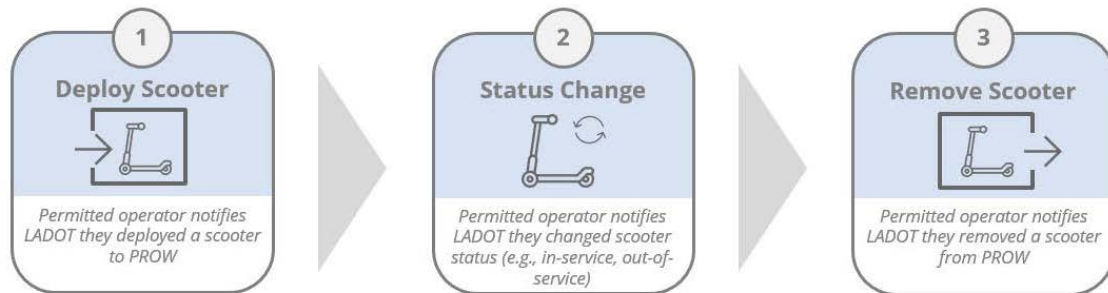 1
Deploy Scooter
Permitted operator notifies
LADOT they deployed a scooter
to PROW
2
Status Change
Permitted operator notifies
LADOT they changed scooter
status (e.g., in-service, out-of-
service)
3
Remove Scooter
Permitted operator notifies
LADOT they removed a scooter
from PROW